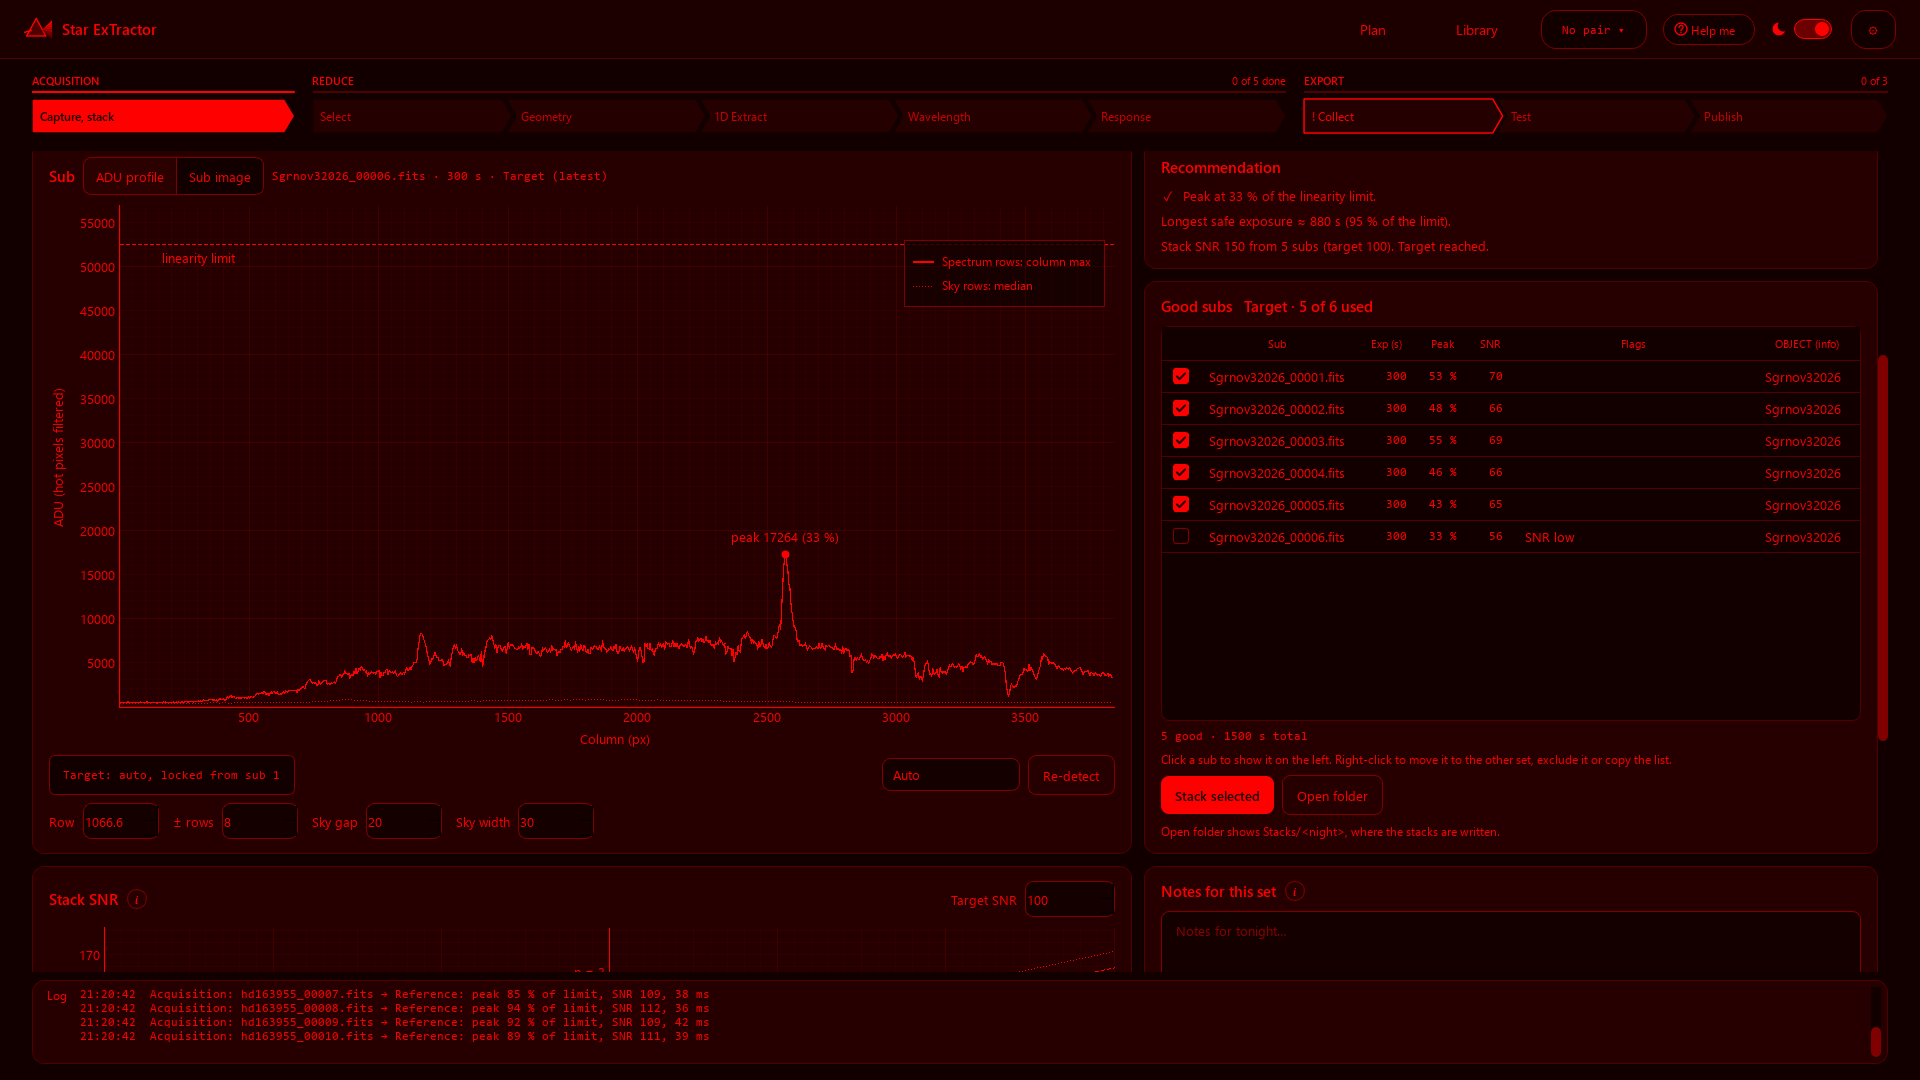 Star ExTractor
Plan
Library
No pair ▾
Help me
ACQUISITION
REDUCE
0 of 5 done
EXPORT
0 of 3
Capture, stack
Select
Geometry
1D Extract
Wavelength
Response
! Collect
Test
Publish
Sub
ADU profile
Sub image
Sgrnov32026_00006.fits · 300 s · Target (latest)
55000
50000
45000
40000
35000
30000
25000
20000
15000
10000
5000
ADU (hot pixels filtered)
linearity limit
Spectrum rows: column max
Sky rows: median
peak 17264 (33 %)
500
1000
1500
2000
2500
3000
3500
Column (px)
Target: auto, locked from sub 1
Auto
Re-detect
Row 1066.6
± rows 8
Sky gap 20
Sky width 30
Recommendation
✓ Peak at 33 % of the linearity limit.
Longest safe exposure ≈ 880 s (95 % of the limit).
Stack SNR 150 from 5 subs (target 100). Target reached.
Good subs Target · 5 of 6 used
Sub Exp (s) Peak SNR Flags OBJECT (info)
Sgrnov32026_00001.fits 300 53 % 70 Sgrnov32026
Sgrnov32026_00002.fits 300 48 % 66 Sgrnov32026
Sgrnov32026_00003.fits 300 55 % 69 Sgrnov32026
Sgrnov32026_00004.fits 300 46 % 66 Sgrnov32026
Sgrnov32026_00005.fits 300 43 % 65 Sgrnov32026
Sgrnov32026_00006.fits 300 33 % 56 SNR low Sgrnov32026
5 good · 1500 s total
Click a sub to show it on the left. Right-click to move it to the other set, exclude it or copy the list.
Stack selected
Open folder
Open folder shows Stacks/<night>, where the stacks are written.
Stack SNR i
Target SNR 100
170
Notes for this set i
Notes for tonight...
Log
21:20:42 Acquisition: hd163955_00007.fits → Reference: peak 85 % of limit, SNR 109, 38 ms
21:20:42 Acquisition: hd163955_00008.fits → Reference: peak 94 % of limit, SNR 112, 36 ms
21:20:42 Acquisition: hd163955_00009.fits → Reference: peak 92 % of limit, SNR 109, 42 ms
21:20:42 Acquisition: hd163955_00010.fits → Reference: peak 89 % of limit, SNR 111, 39 ms